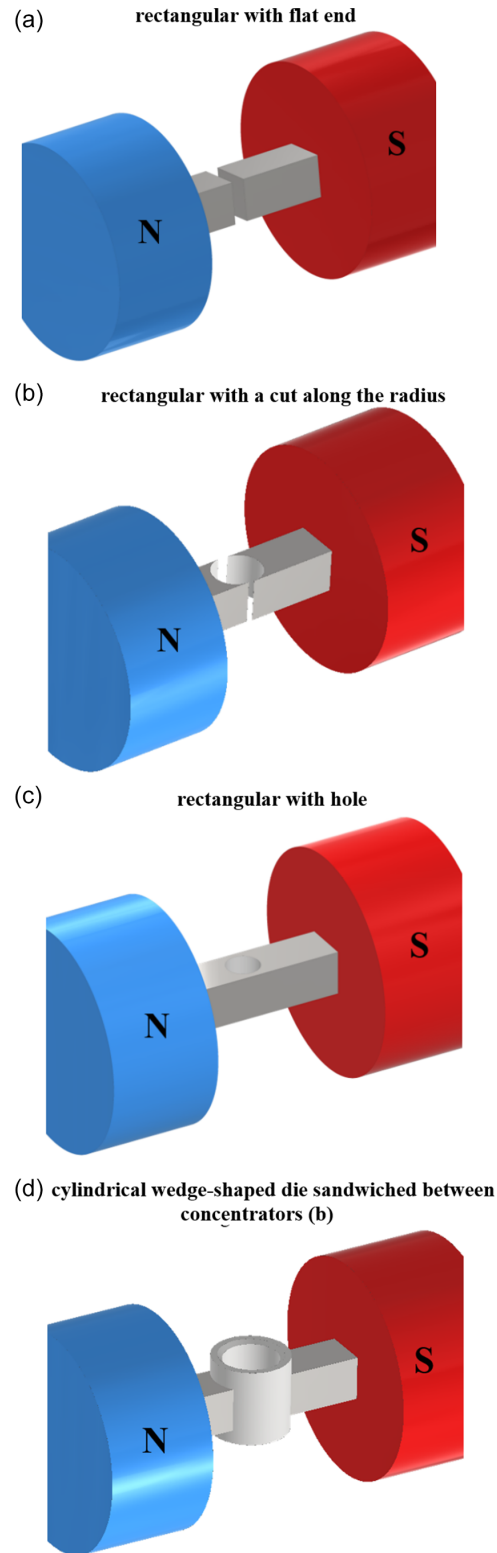 (a) rectangular with flat end
N
S
(b) rectangular with a cut along the radius
N
S
(c) rectangular with hole
N
S
(d) cylindrical wedge-shaped die sandwiched between
concentrators (b)
N
S